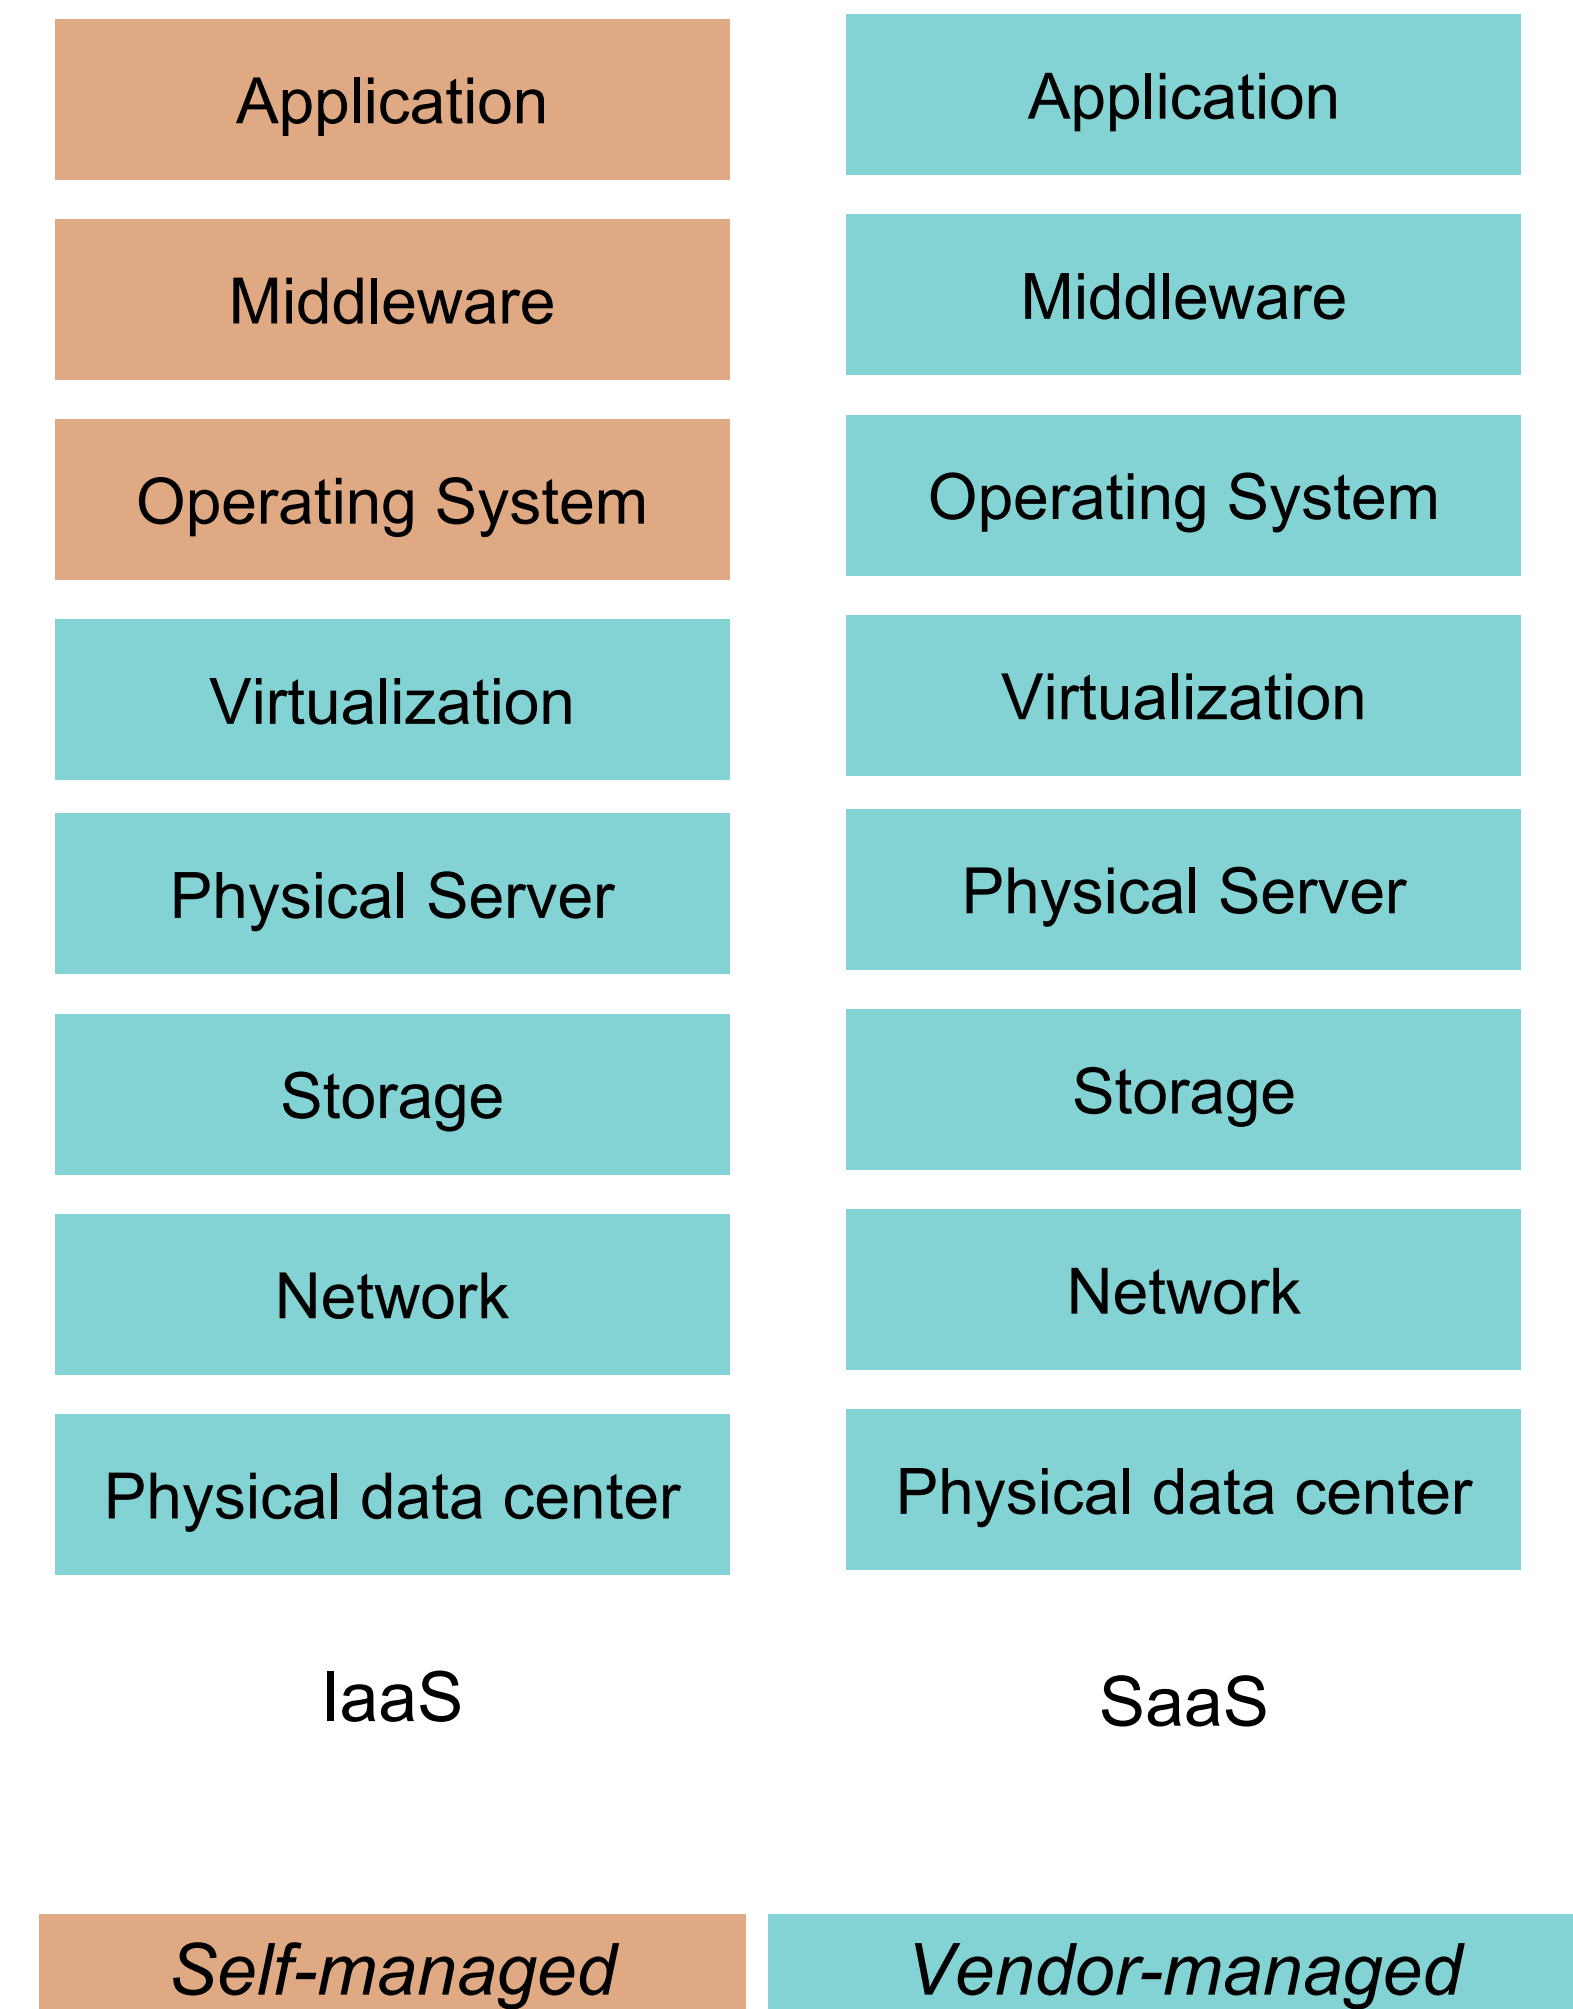 Application
Middleware
Operating System
Virtualization
Physical Server
Storage
Network
Physical data center
IaaS
Application
Middleware
Operating System
Virtualization
Physical Server
Storage
Network
Physical data center
SaaS
Self-managed
Vendor-managed